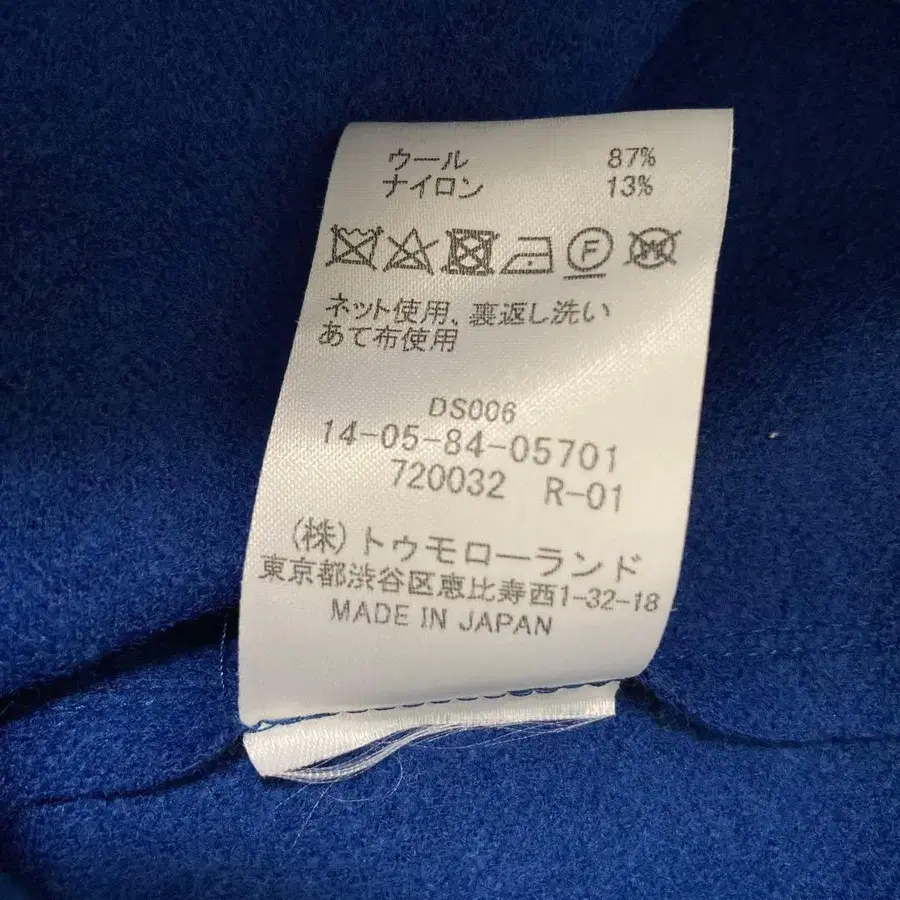 ウール 87%
ナイロン 13%
F W
ネット使用、裏返し洗い
あて布使用
DS006
14-05-84-05701
720032 R-01
(株)トゥモローランド
東京都渋谷区恵比寿西1-32-18
MADE IN JAPAN